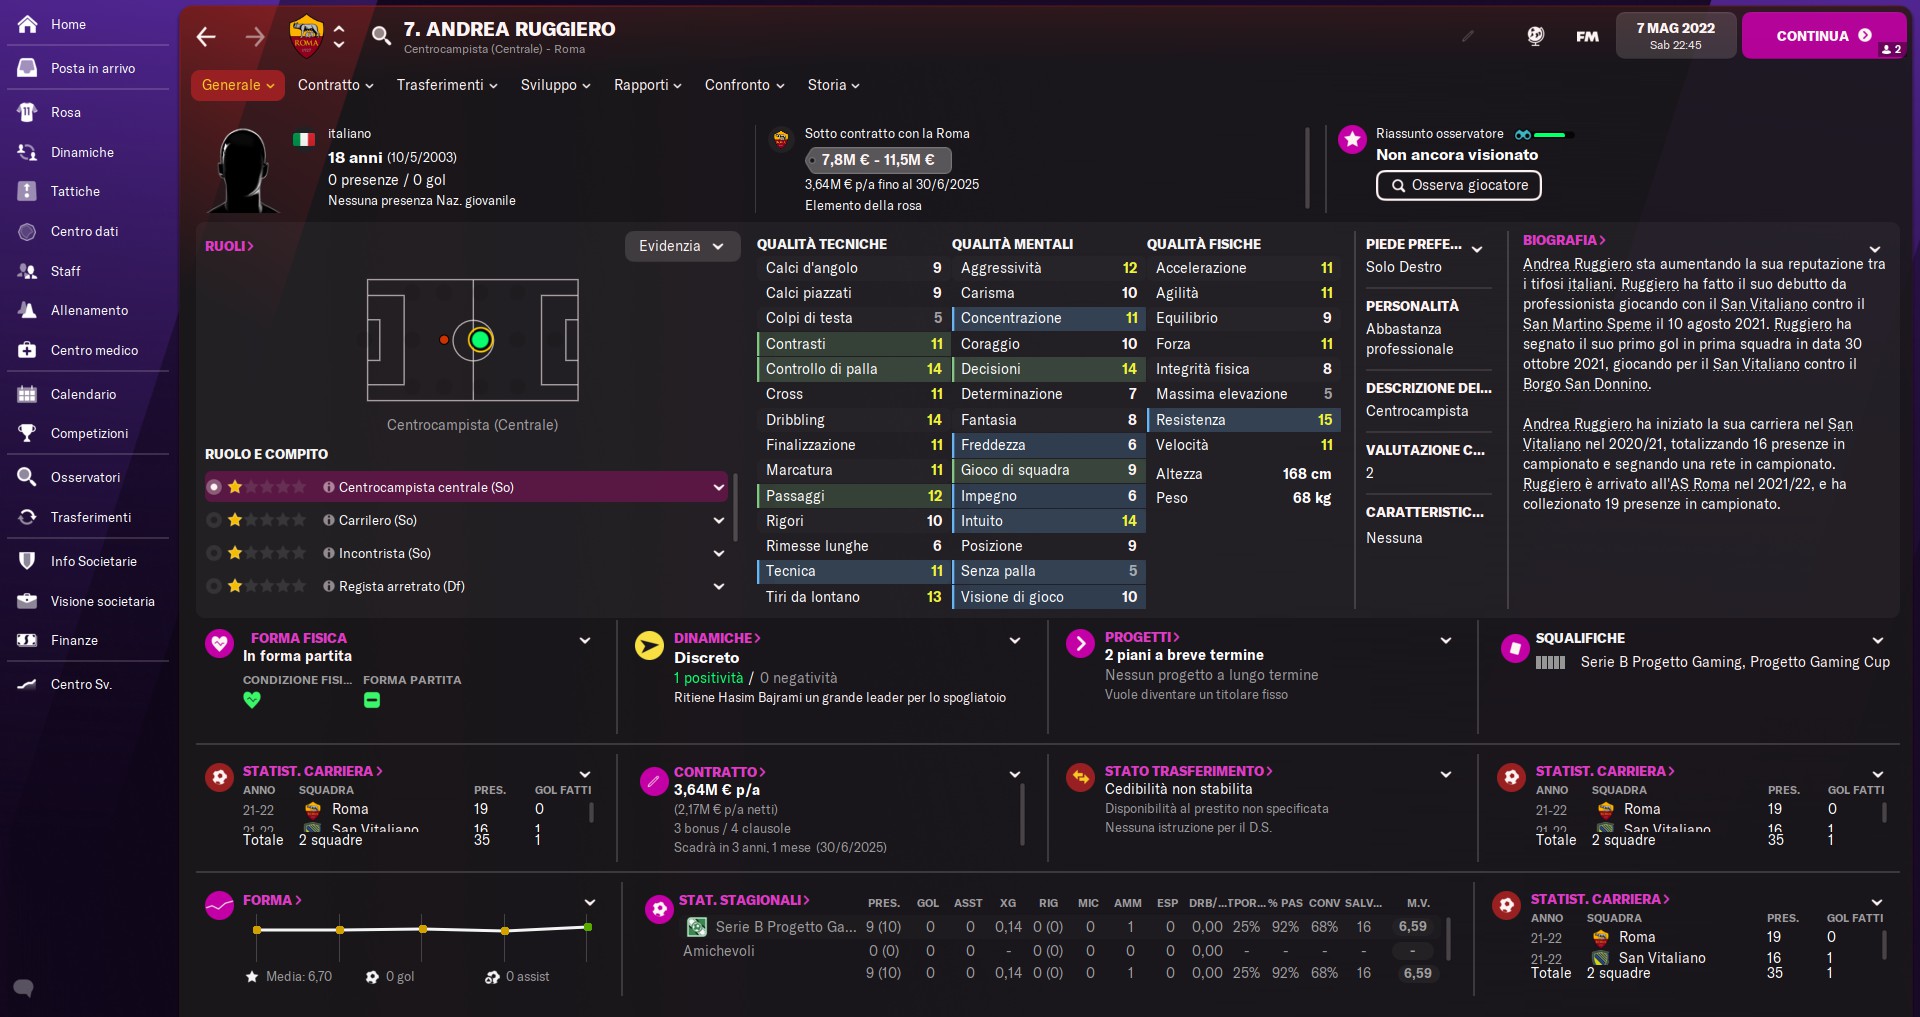 Home
Posta in arrivo
Rosa
Dinamiche
Tattiche
Centro dati
Staff
Allenamento
Centro medico
Calendario
Competizioni
Osservatori
Trasferimenti
Info Societarie
Visione societaria
Finanze
Centro Sv.
ROMA
7. ANDREA RUGGIERO
Centrocampista (Centrale) - Roma
FM
7 MAG 2022
Sab 22:45
CONTINUA
2
Generale
Contratto
Trasferimenti
Sviluppo
Rapporti
Confronto
Storia
italiano
18 anni (10/5/2003)
0 presenze / 0 gol
Nessuna presenza Naz. giovanile
Sotto contratto con la Roma
7,8M € - 11,5M €
3,64M € p/a fino al 30/6/2025
Elemento della rosa
Riassunto osservatore
Non ancora visionato
Osserva giocatore
RUOLI
Evidenzia
Centrocampista (Centrale)
RUOLO E COMPITO
Centrocampista centrale (So)
Carrilero (So)
Incontrista (So)
Regista arretrato (Df)
QUALITÀ TECNICHE
Calci d'angolo 9
Calci piazzati 9
Colpi di testa 5
Contrasti 11
Controllo di palla 14
Cross 11
Dribbling 14
Finalizzazione 11
Marcatura 11
Passaggi 12
Rigori 10
Rimesse lunghe 6
Tecnica 11
Tiri da lontano 13
QUALITÀ MENTALI
Aggressività 12
Carisma 10
Concentrazione 11
Coraggio 10
Decisioni 14
Determinazione 7
Fantasia 8
Freddezza 6
Gioco di squadra 9
Impegno 6
Intuito 14
Posizione 9
Senza palla 5
Visione di gioco 10
QUALITÀ FISICHE
Accelerazione 11
Agilità 11
Equilibrio 9
Forza 11
Integrità fisica 8
Massima elevazione 5
Resistenza 15
Velocità 11
Altezza 168 cm
Peso 68 kg
PIEDE PREFE...
Solo Destro
PERSONALITÀ
Abbastanza
professionale
DESCRIZIONE DEI...
Centrocampista
VALUTAZIONE C...
2
CARATTERISTIC...
Nessuna
BIOGRAFIA
Andrea Ruggiero sta aumentando la sua reputazione tra
i tifosi italiani. Ruggiero ha fatto il suo debutto da
professionista giocando con il San Vitaliano contro il
San Martino Speme il 10 agosto 2021. Ruggiero ha
segnato il suo primo gol in prima squadra in data 30
ottobre 2021, giocando per il San Vitaliano contro il
Borgo San Donnino.
Andrea Ruggiero ha iniziato la sua carriera nel San
Vitaliano nel 2020/21, totalizzando 16 presenze in
campionato e segnando una rete in campionato.
Ruggiero è arrivato all'AS Roma nel 2021/22, e ha
collezionato 19 presenze in campionato.
FORMA FISICA
In forma partita
CONDIZIONE FISI... FORMA PARTITA
DINAMICHE
Discreto
1 positività / 0 negatività
Ritiene Hasim Bajrami un grande leader per lo spogliatoio
PROGETTI
2 piani a breve termine
Nessun progetto a lungo termine
Vuole diventare un titolare fisso
SQUALIFICHE
Serie B Progetto Gaming, Progetto Gaming Cup
STATIST. CARRIERA
ANNO SQUADRA PRES. GOL FATTI
21-22 Roma 19 0
21-22 San Vitaliano 16 1
Totale 2 squadre 35 1
CONTRATTO
3,64M € p/a
(2,17M € p/a netti)
3 bonus / 4 clausole
Scadrà in 3 anni, 1 mese (30/6/2025)
STATO TRASFERIMENTO
Cedibilità non stabilita
Disponibilità al prestito non specificata
Nessuna istruzione per il D.S.
STATIST. CARRIERA
ANNO SQUADRA PRES. GOL FATTI
21-22 Roma 19 0
21-22 San Vitaliano 16 1
Totale 2 squadre 35 1
FORMA
Media: 6,70
0 gol
0 assist
STAT. STAGIONALI PRES. GOL ASST XG RIG MIC AMM ESP DRB/... TPOR... % PAS CONV SALV... M.V.
Serie B Progetto Ga... 9 (10) 0 0 0,14 0 (0) 0 1 0 0,00 25% 92% 68% 16 6,59
Amichevoli 0 (0) 0 0 - 0 (0) 0 0 0 0,00 - - - - -
9 (10) 0 0 0,14 0 (0) 0 1 0 0,00 25% 92% 68% 16 6,59
STATIST. CARRIERA
ANNO SQUADRA PRES. GOL FATTI
21-22 Roma 19 0
21-22 San Vitaliano 16 1
Totale 2 squadre 35 1